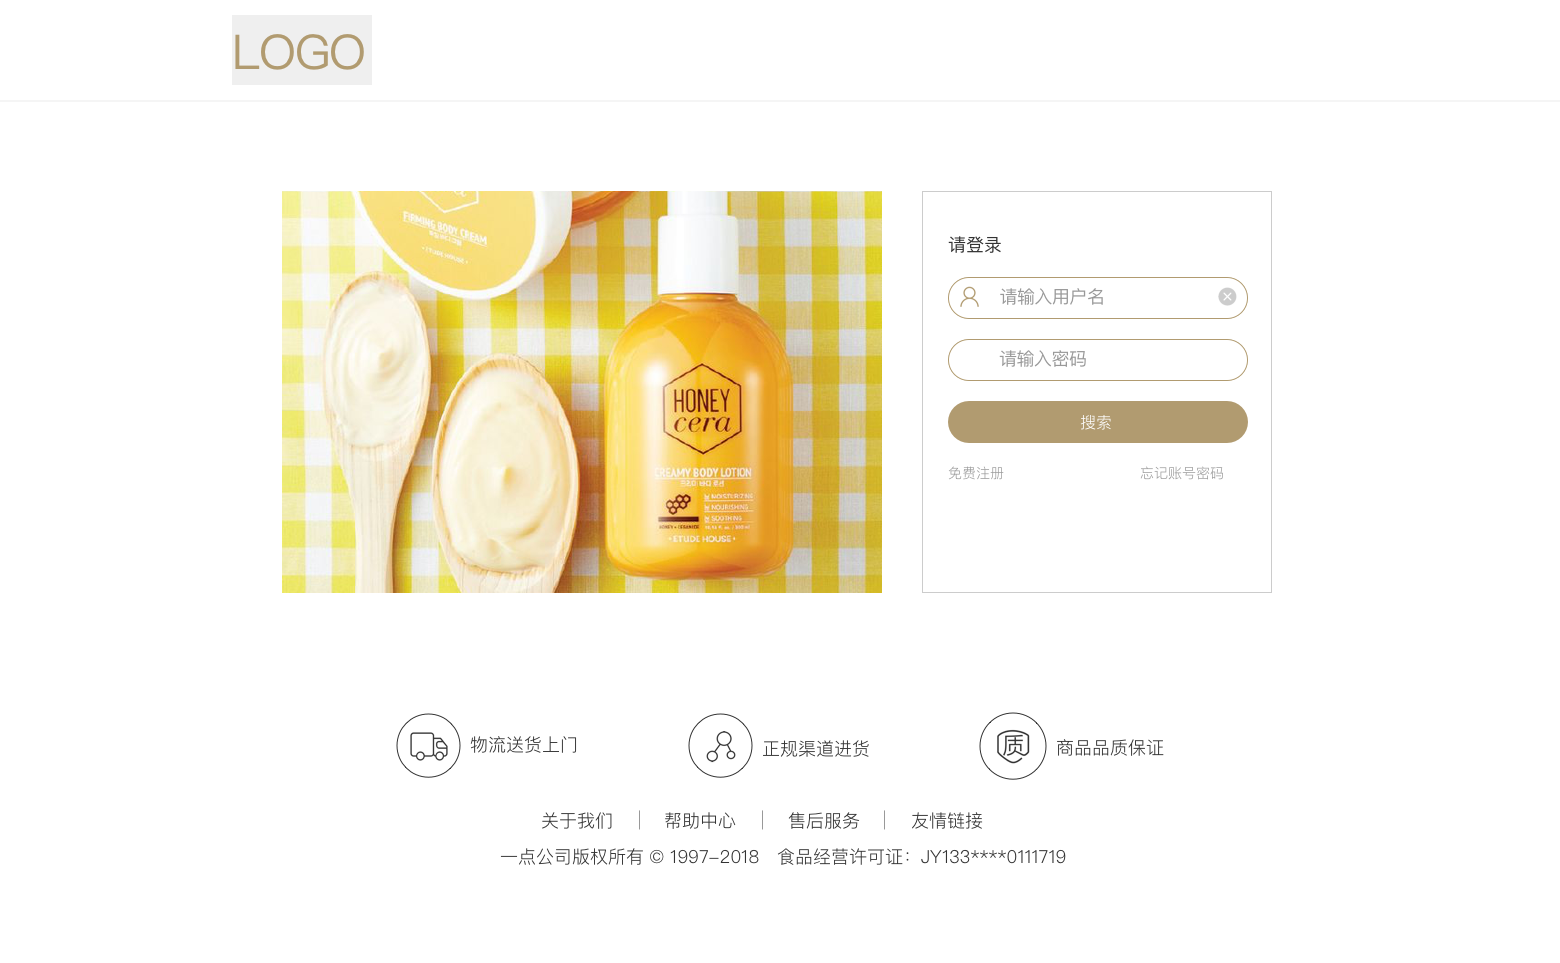 LOGO
FIRMING BODY CREAM
ETUDE HOUSE
HONEY
cera
CREAMY BODY LOTION
MOISTURIZING
NOURISHING
SOOTHING
• ETUDE HOUSE •
请登录
请输入用户名
请输入密码
搜索
免费注册 忘记账号密码
物流送货上门 正规渠道进货 质 商品品质保证
关于我们 帮助中心 售后服务 友情链接
一点公司版权所有 © 1997-2018 食品经营许可证：JY133****0111719